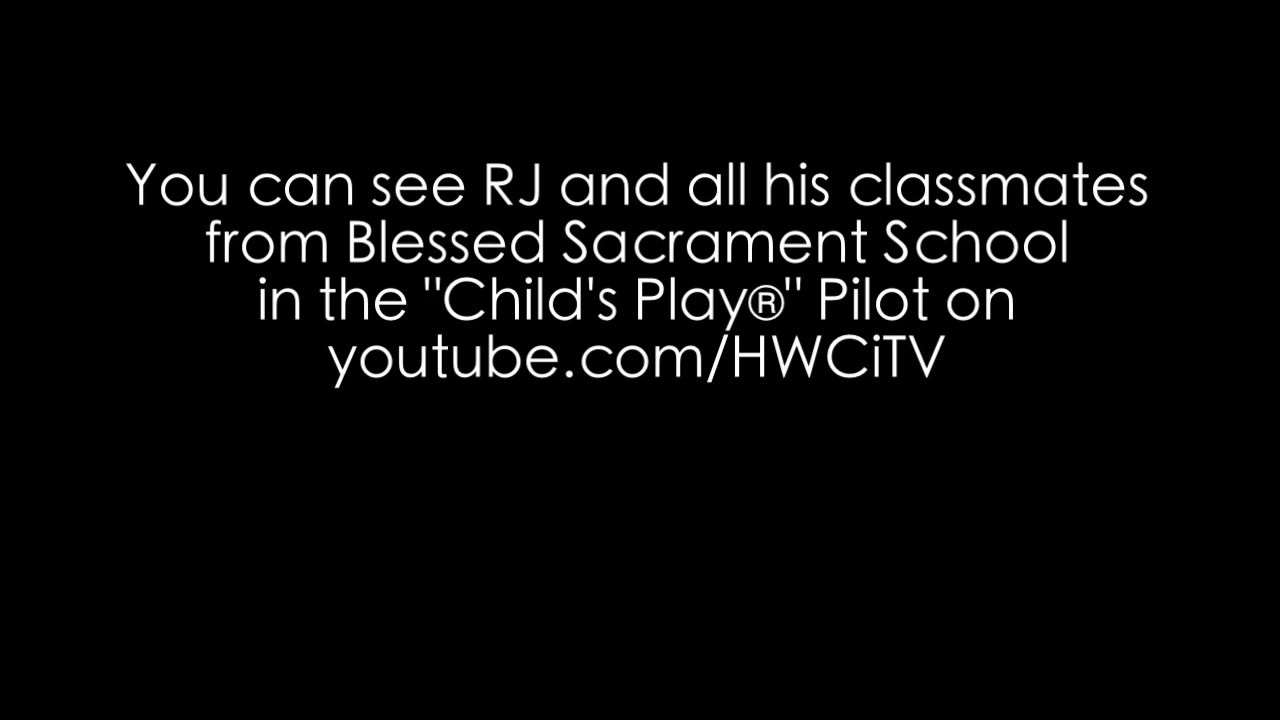 You can see RJ and all his classmates
from Blessed Sacrament School
in the "Child's Play®" Pilot on
youtube.com/HWCiTV